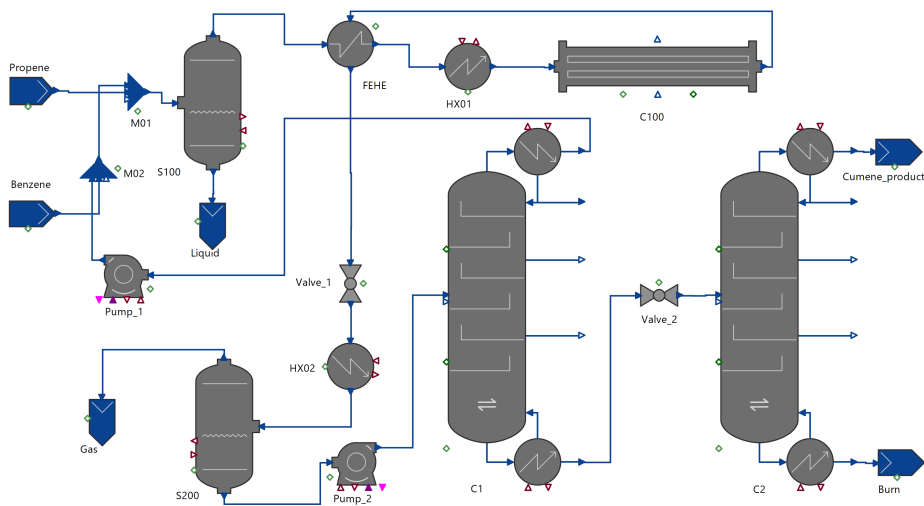 Propene
M01
FEHE
HX01
C100
S100
M02
Benzene
Liquid
Cumene_product
Valve_1
Pump_1
Valve_2
HX02
Gas
S200
Pump_2
C1
C2
Burn